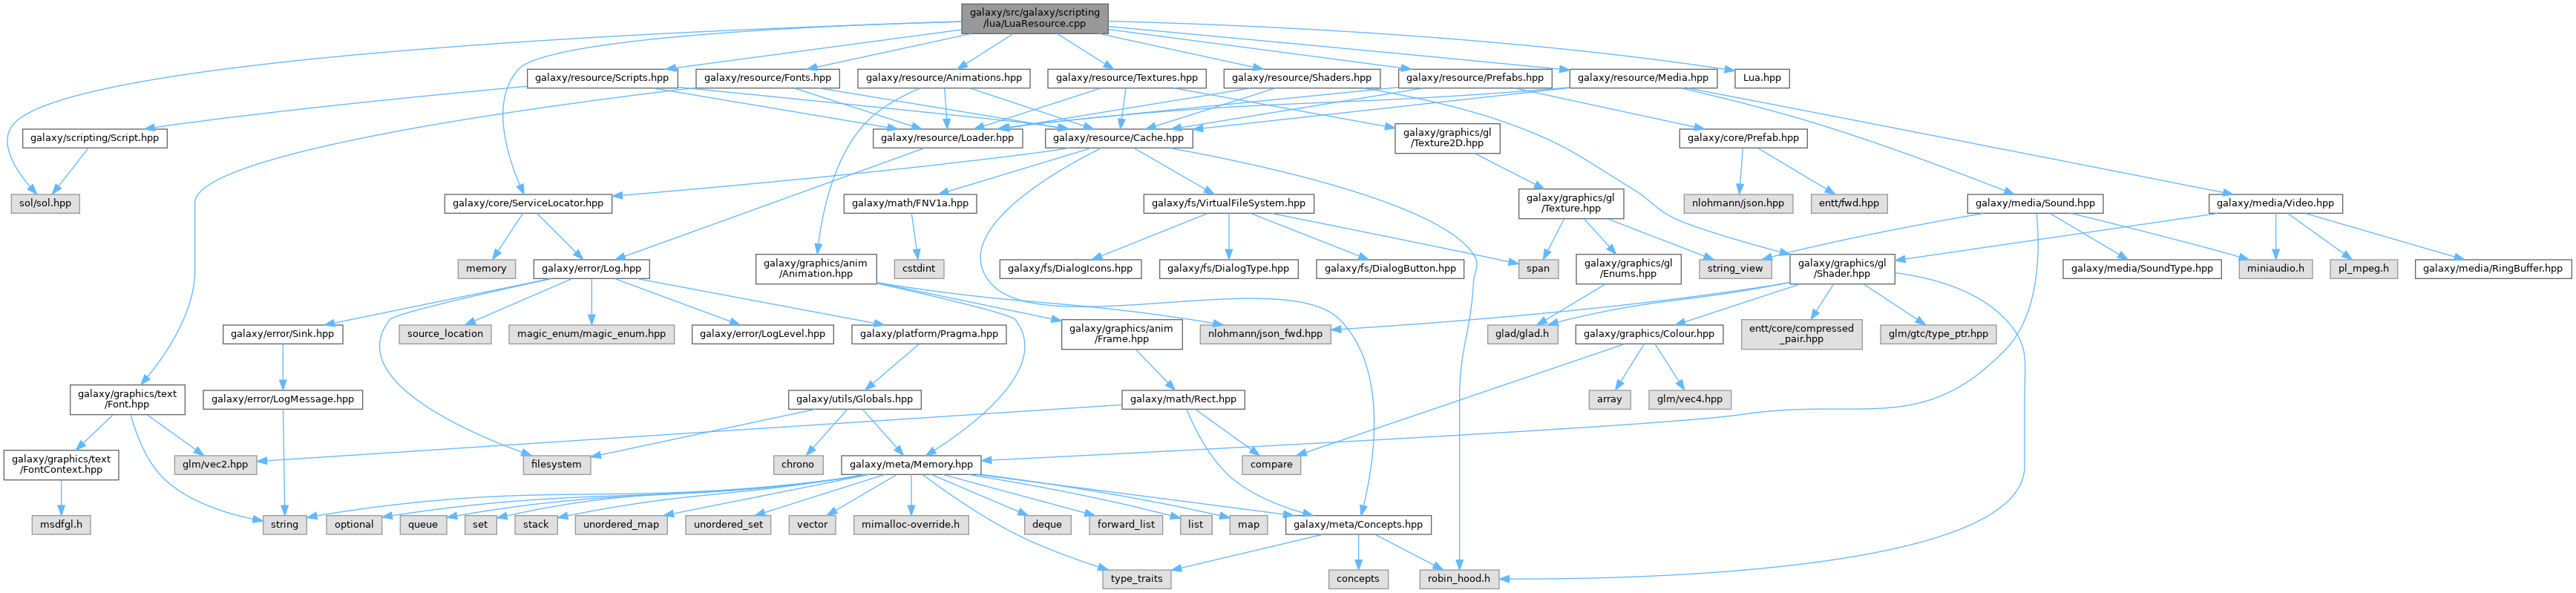 galaxy/src/galaxy/scripting
/lua/LuaResource.cpp
galaxy/resource/Scripts.hpp
galaxy/resource/Fonts.hpp
galaxy/resource/Animations.hpp
galaxy/resource/Textures.hpp
galaxy/resource/Shaders.hpp
galaxy/resource/Prefabs.hpp
galaxy/resource/Media.hpp
Lua.hpp
galaxy/scripting/Script.hpp
galaxy/resource/Loader.hpp
galaxy/resource/Cache.hpp
galaxy/graphics/gl
/Texture2D.hpp
galaxy/core/Prefab.hpp
sol/sol.hpp
galaxy/core/ServiceLocator.hpp
galaxy/math/FNV1a.hpp
galaxy/fs/VirtualFileSystem.hpp
galaxy/graphics/gl
/Texture.hpp
nlohmann/json.hpp
entt/fwd.hpp
galaxy/media/Sound.hpp
galaxy/media/Video.hpp
memory
galaxy/error/Log.hpp
galaxy/graphics/anim
/Animation.hpp
cstdint
galaxy/fs/DialogIcons.hpp
galaxy/fs/DialogType.hpp
galaxy/fs/DialogButton.hpp
span
galaxy/graphics/gl
/Enums.hpp
string_view
galaxy/graphics/gl
/Shader.hpp
galaxy/media/SoundType.hpp
miniaudio.h
pl_mpeg.h
galaxy/media/RingBuffer.hpp
galaxy/error/Sink.hpp
source_location
magic_enum/magic_enum.hpp
galaxy/error/LogLevel.hpp
galaxy/platform/Pragma.hpp
galaxy/graphics/anim
/Frame.hpp
nlohmann/json_fwd.hpp
glad/glad.h
galaxy/graphics/Colour.hpp
entt/core/compressed
_pair.hpp
glm/gtc/type_ptr.hpp
galaxy/graphics/text
/Font.hpp
galaxy/error/LogMessage.hpp
galaxy/utils/Globals.hpp
galaxy/math/Rect.hpp
array
glm/vec4.hpp
galaxy/graphics/text
/FontContext.hpp
glm/vec2.hpp
filesystem
chrono
galaxy/meta/Memory.hpp
compare
msdfgl.h
string
optional
queue
set
stack
unordered_map
unordered_set
vector
mimalloc-override.h
deque
forward_list
list
map
galaxy/meta/Concepts.hpp
type_traits
concepts
robin_hood.h